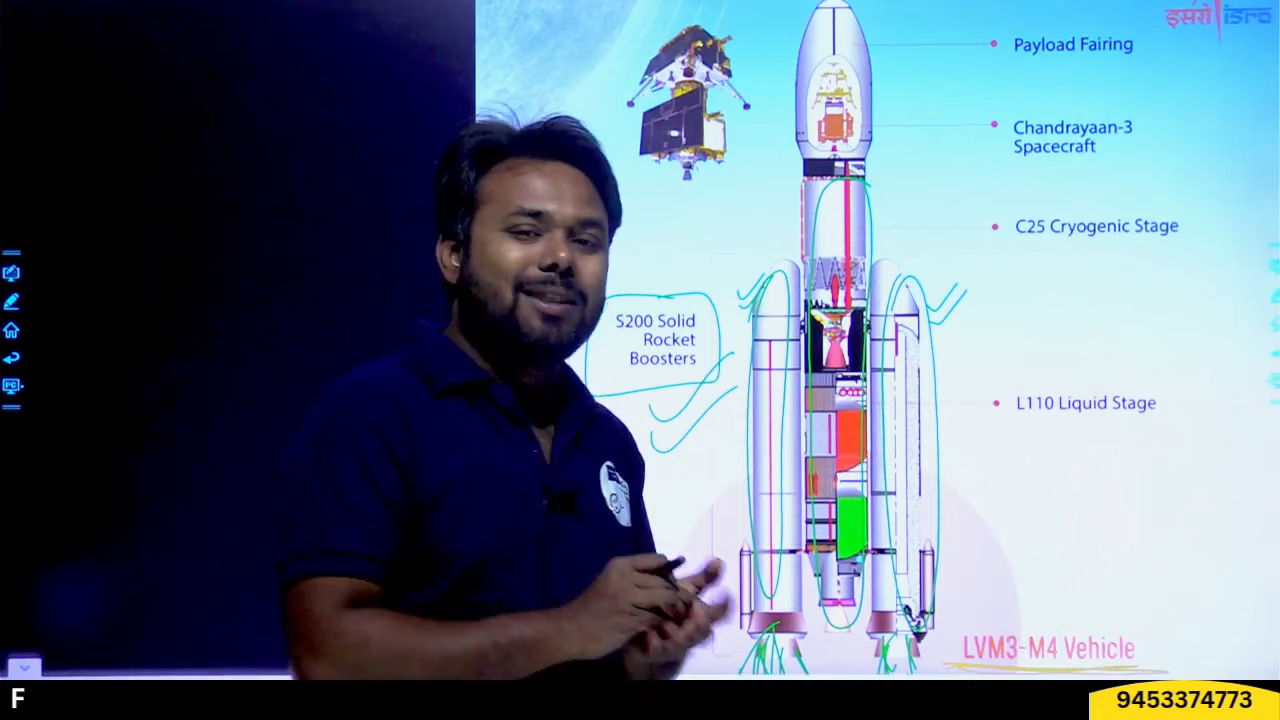 इसरो isro
Payload Fairing
Chandrayaan-3
Spacecraft
C25 Cryogenic Stage
S200 Solid
Rocket
Boosters
L110 Liquid Stage
LVM3-M4 Vehicle
PC
F
9453374773